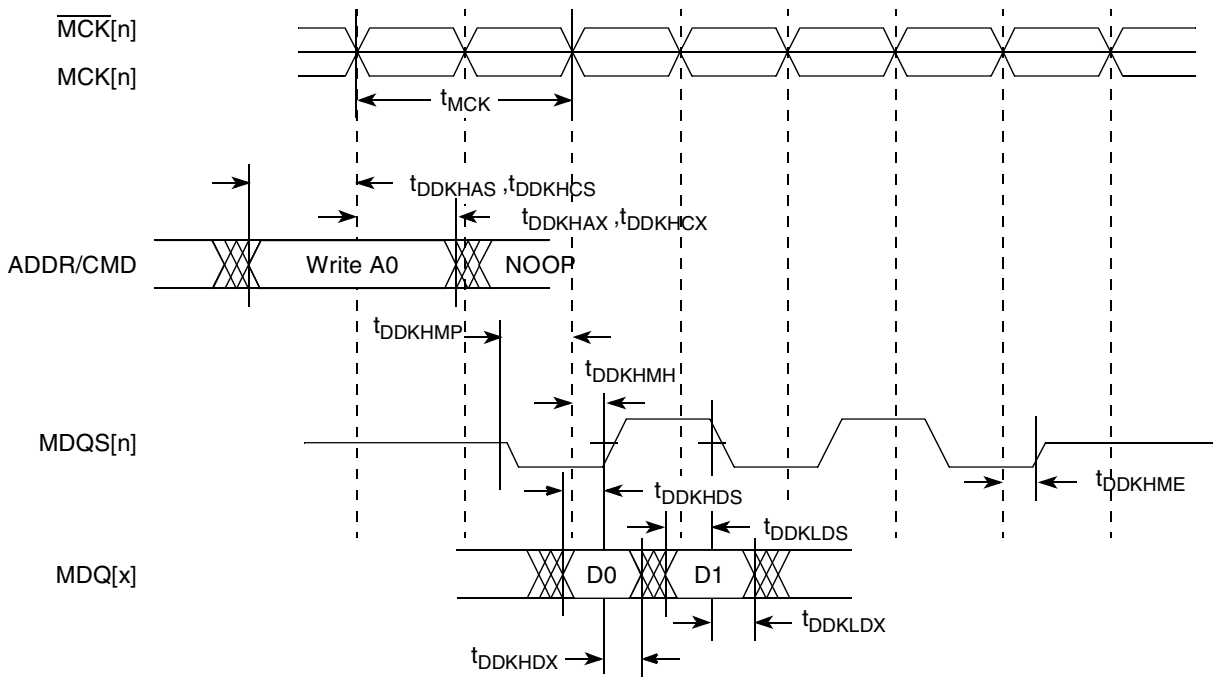 MCK[n]
MCK[n]
tMCK
tDDKHAS ,tDDKHCS
tDDKHAX ,tDDKHCX
ADDR/CMD
Write A0
NOOP
tDDKHMP
tDDKHMH
MDQS[n]
tDDKHME
tDDKHDS
tDDKLDS
MDQ[x]
D0
D1
tDDKLDX
tDDKHDX